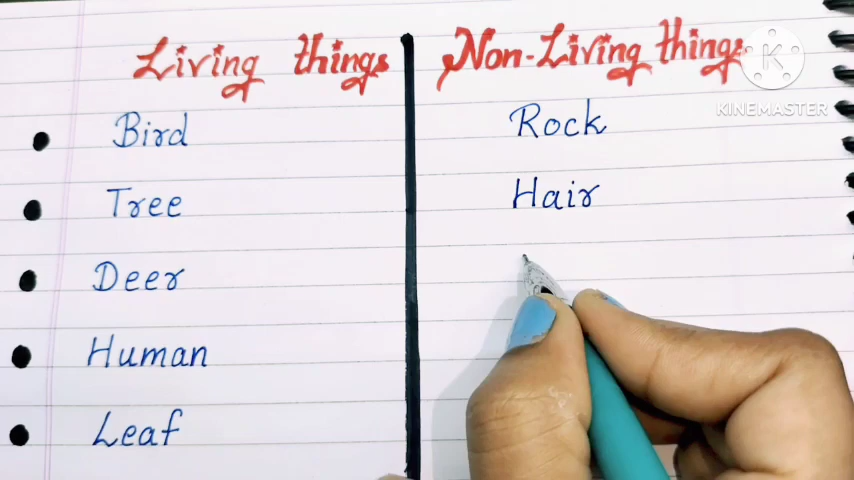 Living things
Non-Living things
KINEMASTER
Bird
Rock
Tree
Hair
Deer
Human
Leaf